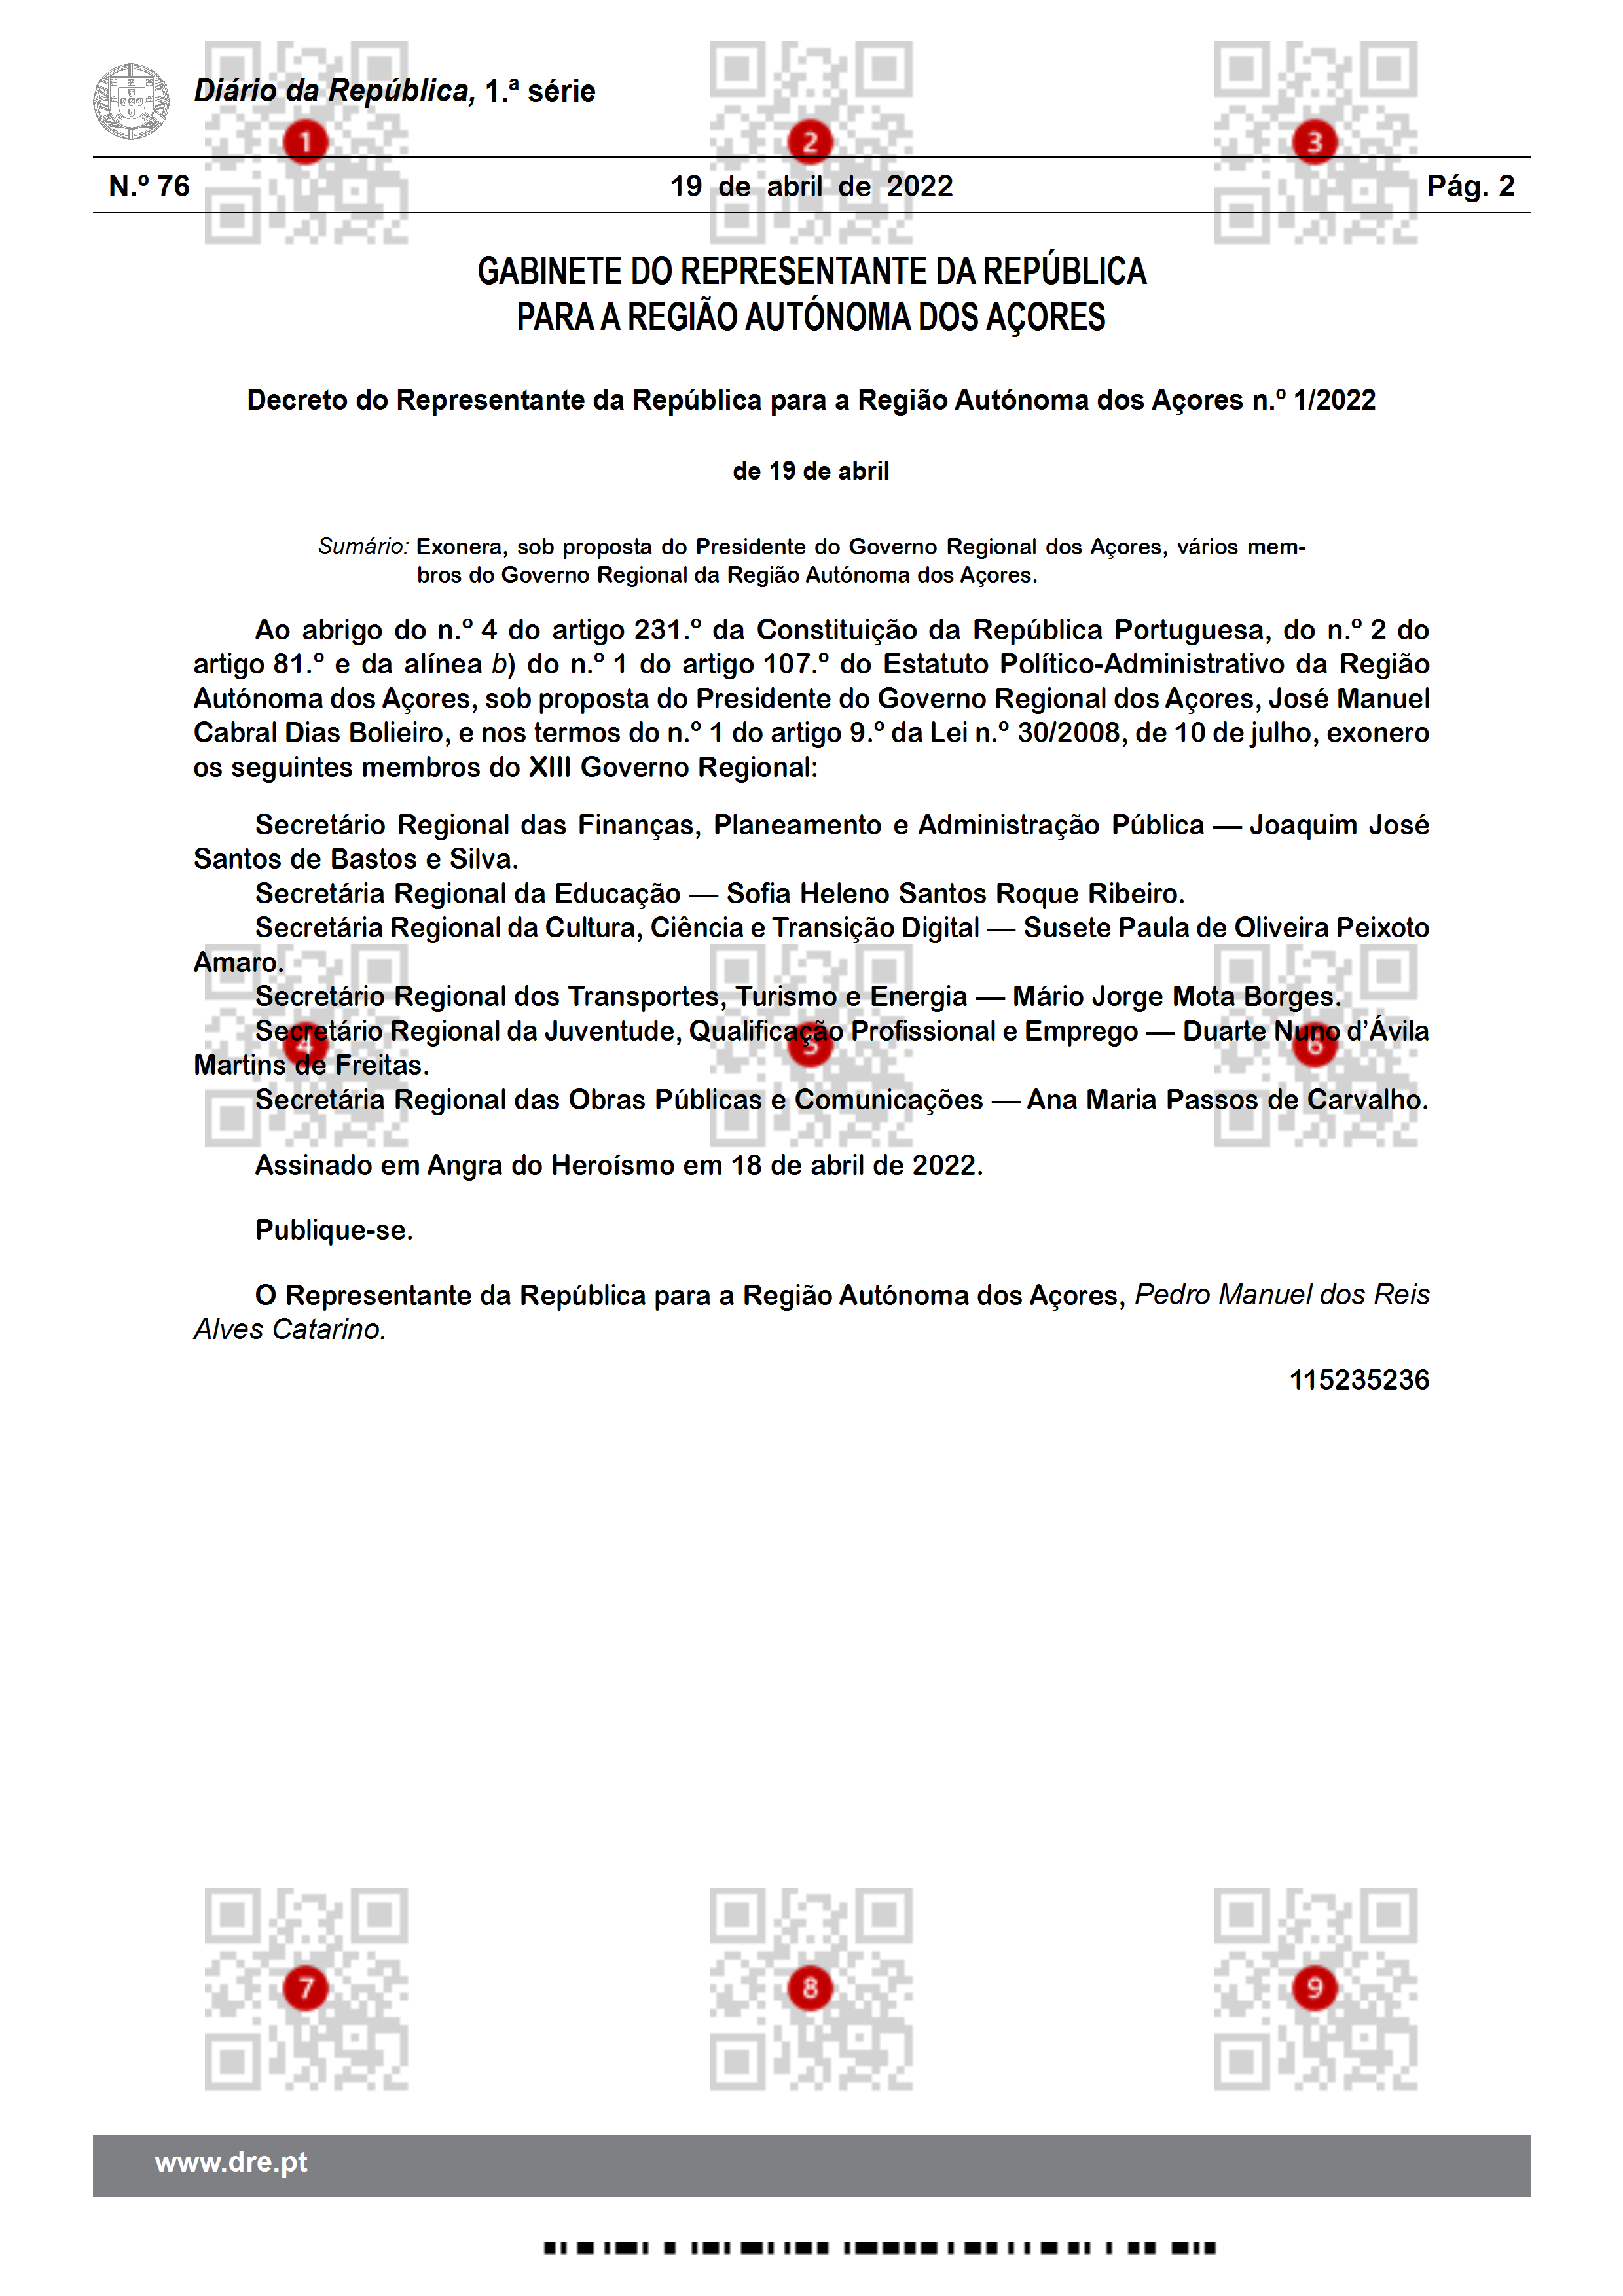 Diário da República, 1.ª série
N.º 76 19 de abril de 2022 Pág. 2
GABINETE DO REPRESENTANTE DA REPÚBLICA
PARA A REGIÃO AUTÓNOMA DOS AÇORES
Decreto do Representante da República para a Região Autónoma dos Açores n.º 1/2022
de 19 de abril
Sumário: Exonera, sob proposta do Presidente do Governo Regional dos Açores, vários mem-
bros do Governo Regional da Região Autónoma dos Açores.
Ao abrigo do n.º 4 do artigo 231.º da Constituição da República Portuguesa, do n.º 2 do
artigo 81.º e da alínea b) do n.º 1 do artigo 107.º do Estatuto Político-Administrativo da Região
Autónoma dos Açores, sob proposta do Presidente do Governo Regional dos Açores, José Manuel
Cabral Dias Bolieiro, e nos termos do n.º 1 do artigo 9.º da Lei n.º 30/2008, de 10 de julho, exonero
os seguintes membros do XIII Governo Regional:
Secretário Regional das Finanças, Planeamento e Administração Pública — Joaquim José
Santos de Bastos e Silva.
Secretária Regional da Educação — Sofia Heleno Santos Roque Ribeiro.
Secretária Regional da Cultura, Ciência e Transição Digital — Susete Paula de Oliveira Peixoto
Amaro.
Secretário Regional dos Transportes, Turismo e Energia — Mário Jorge Mota Borges.
Secretário Regional da Juventude, Qualificação Profissional e Emprego — Duarte Nuno d’Ávila
Martins de Freitas.
Secretária Regional das Obras Públicas e Comunicações — Ana Maria Passos de Carvalho.
Assinado em Angra do Heroísmo em 18 de abril de 2022.
Publique-se.
O Representante da República para a Região Autónoma dos Açores, Pedro Manuel dos Reis
Alves Catarino.
115235236
1 2 3
4 5 6
7 8 9
www.dre.pt